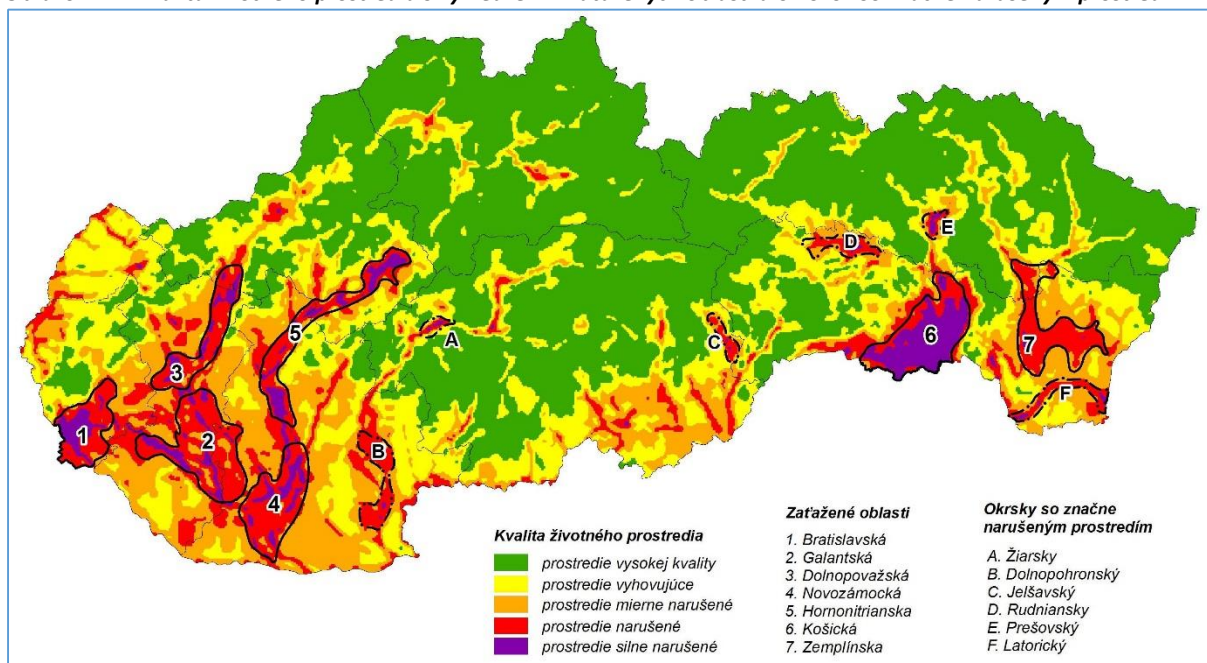 E
D
5
A
6
C
7
3
F
1
2
B
4
Kvalita životného prostredia
prostredie vysokej kvality
prostredie vyhovujúce
prostredie mierne narušené
prostredie narušené
prostredie silne narušené
Zaťažené oblasti
1. Bratislavská
2. Galantská
3. Dolnopovažská
4. Novozámocká
5. Hornonitrianska
6. Košická
7. Zemplínska
Okrsky so značne
narušeným prostredím
A. Žiarsky
B. Dolnopohronský
C. Jelšavský
D. Rudniansky
E. Prešovský
F. Latorický